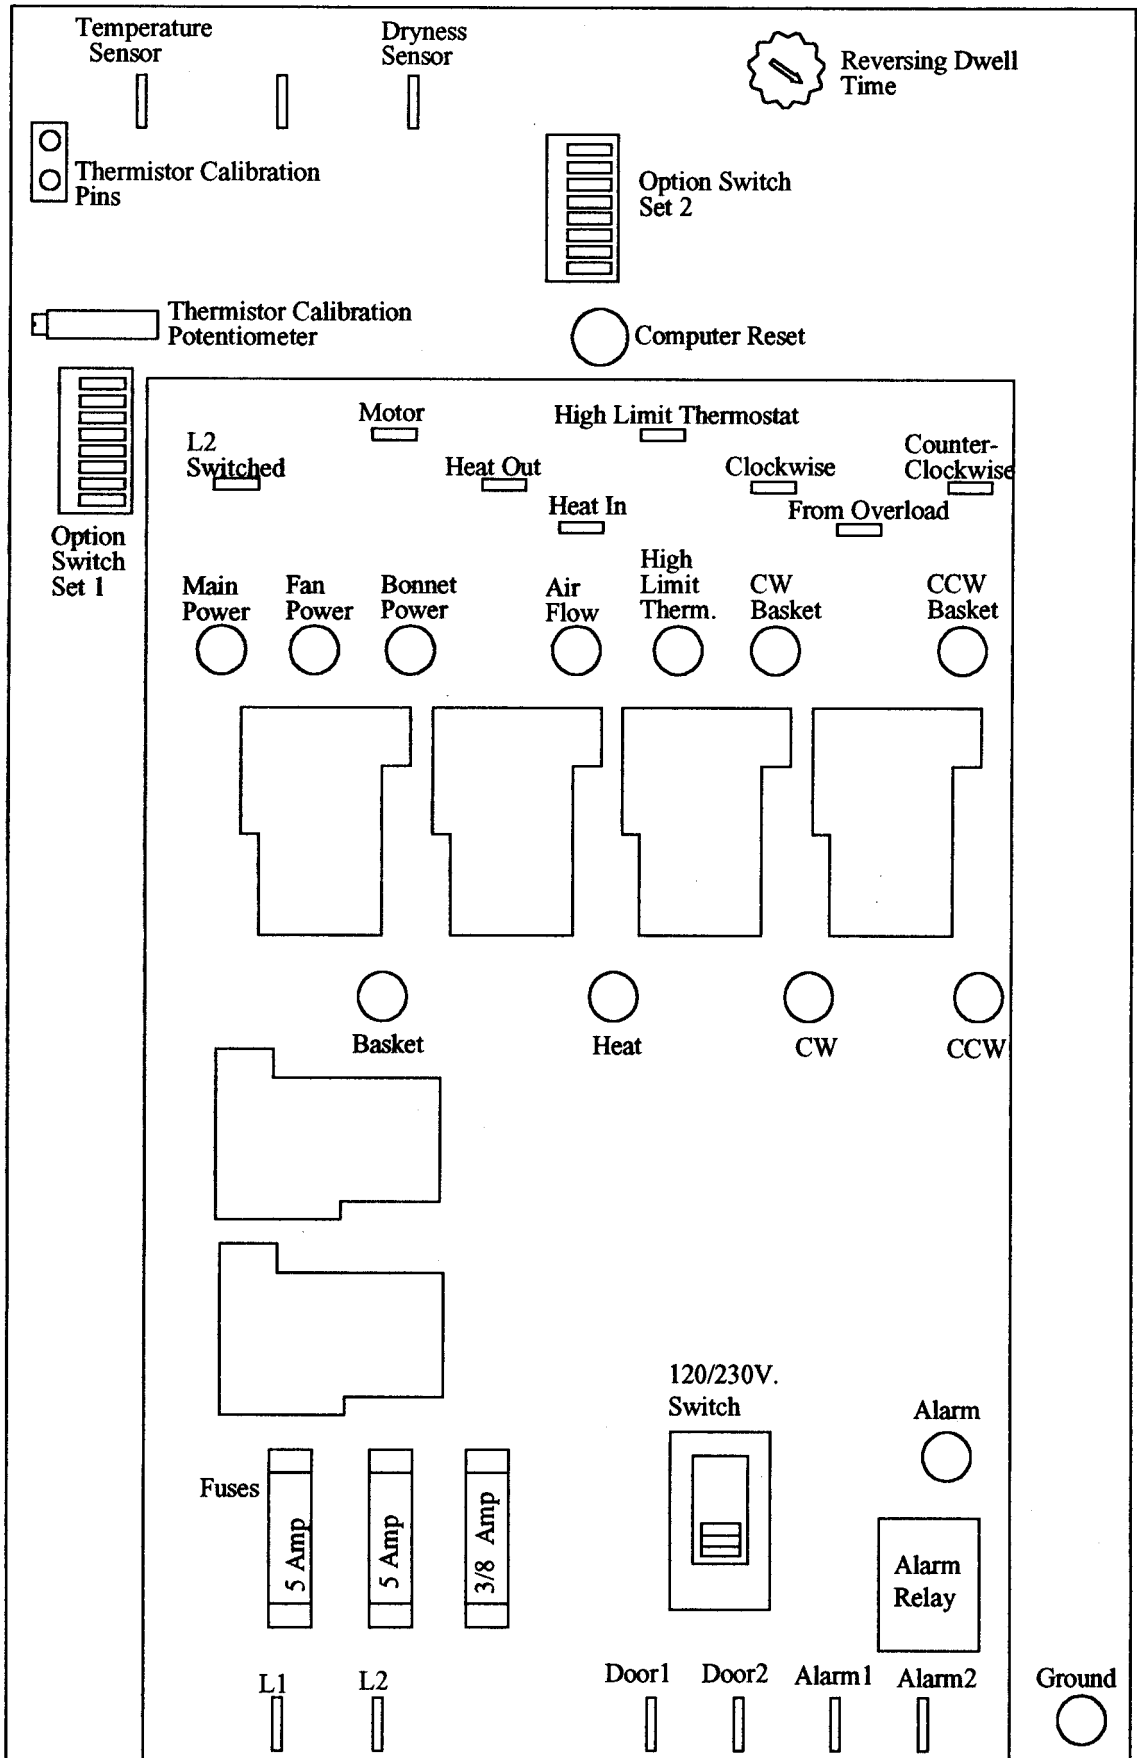 Temperature
Sensor
Dryness
Sensor
Reversing Dwell
Time
Thermistor Calibration
Pins
Option Switch
Set 2
Thermistor Calibration
Potentiometer
Computer Reset
Option
Switch
Set 1
L2
Switched
Motor
Heat Out
High Limit Thermostat
Heat In
Clockwise
From Overload
Counter-
Clockwise
Main
Power
Fan
Power
Bonnet
Power
Air
Flow
High
Limit
Therm.
CW
Basket
CCW
Basket
Basket
Heat
CW
CCW
120/230V.
Switch
Alarm
Fuses
5 Amp
5 Amp
3/8 Amp
Alarm
Relay
L1
L2
Door1
Door2
Alarm1
Alarm2
Ground